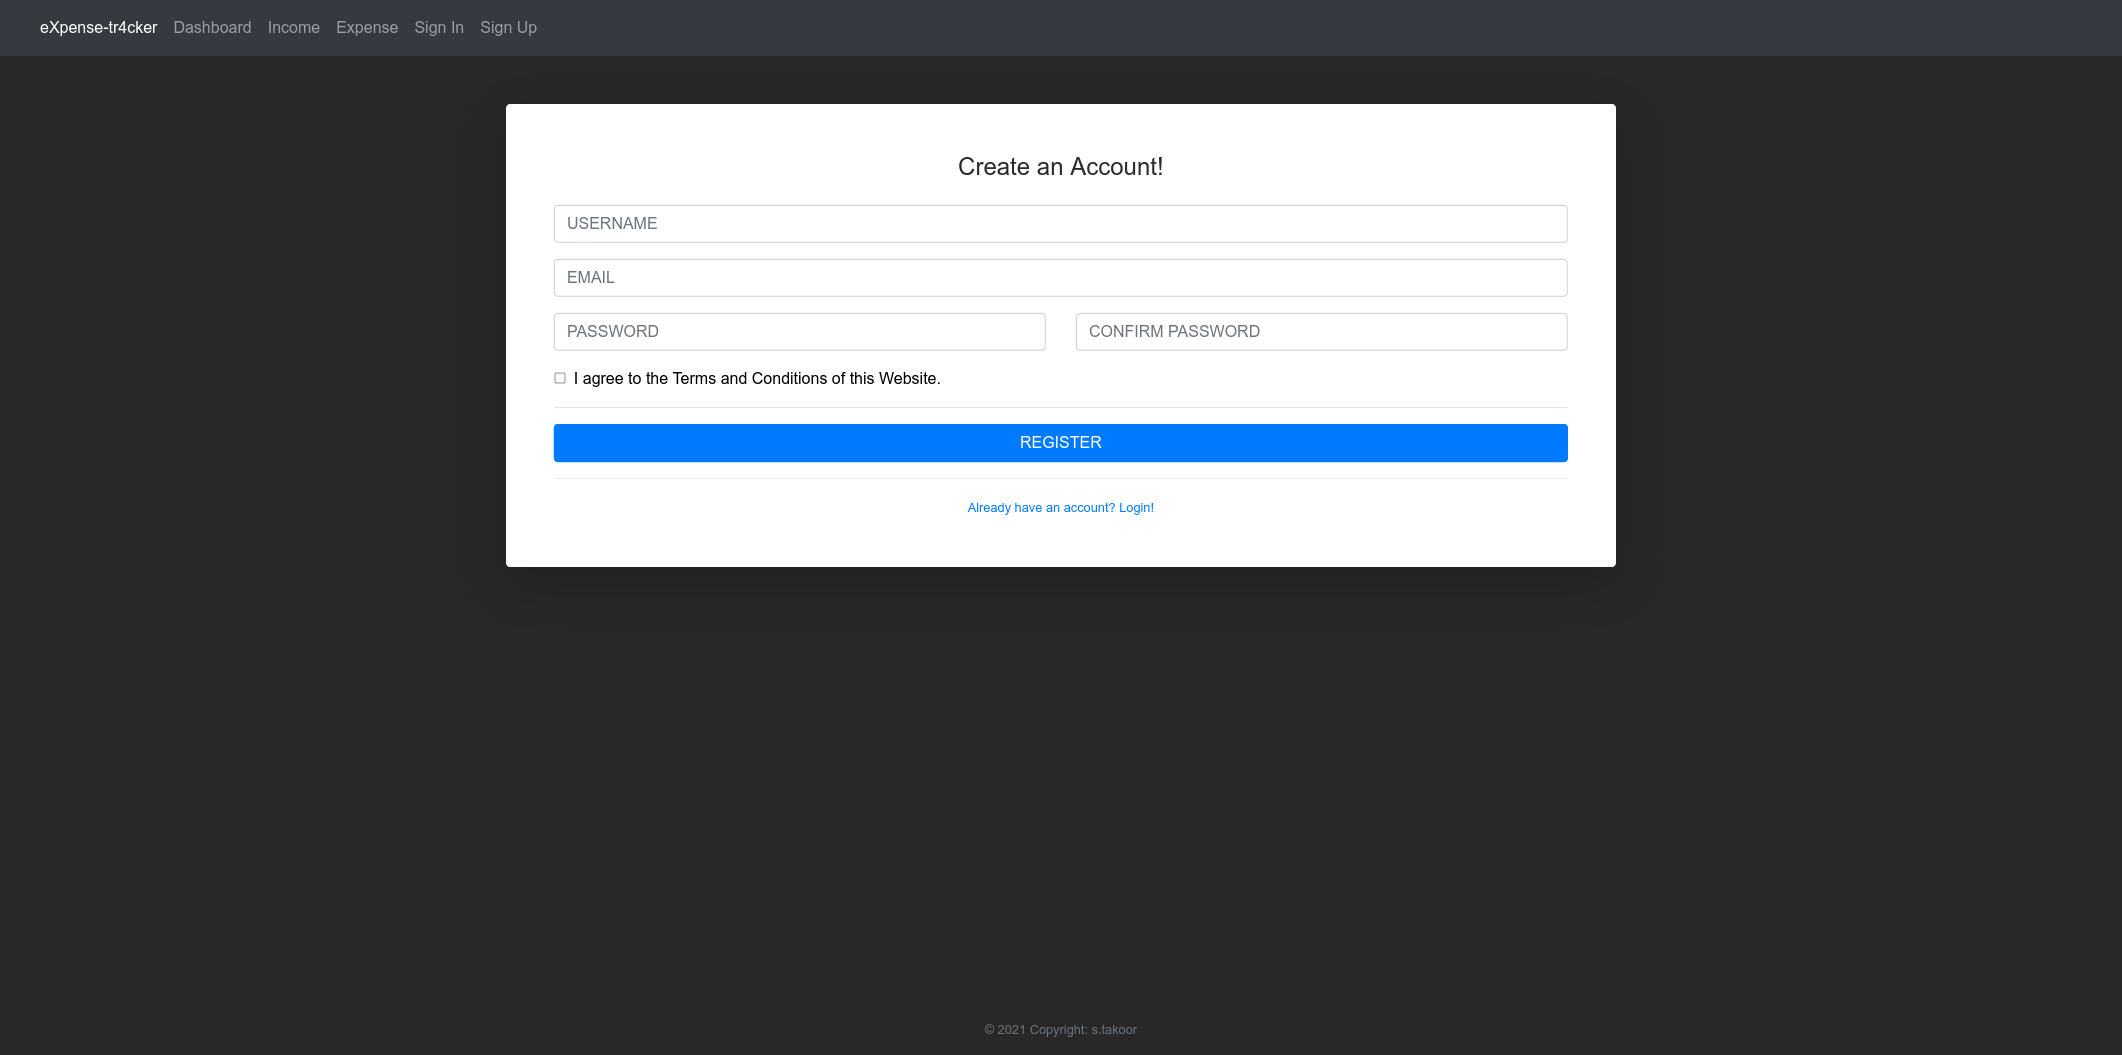 eXpense-tr4cker Dashboard Income Expense Sign In Sign Up
Create an Account!
USERNAME
EMAIL
PASSWORD CONFIRM PASSWORD
I agree to the Terms and Conditions of this Website.
REGISTER
Already have an account? Login!
© 2021 Copyright: s.takoor